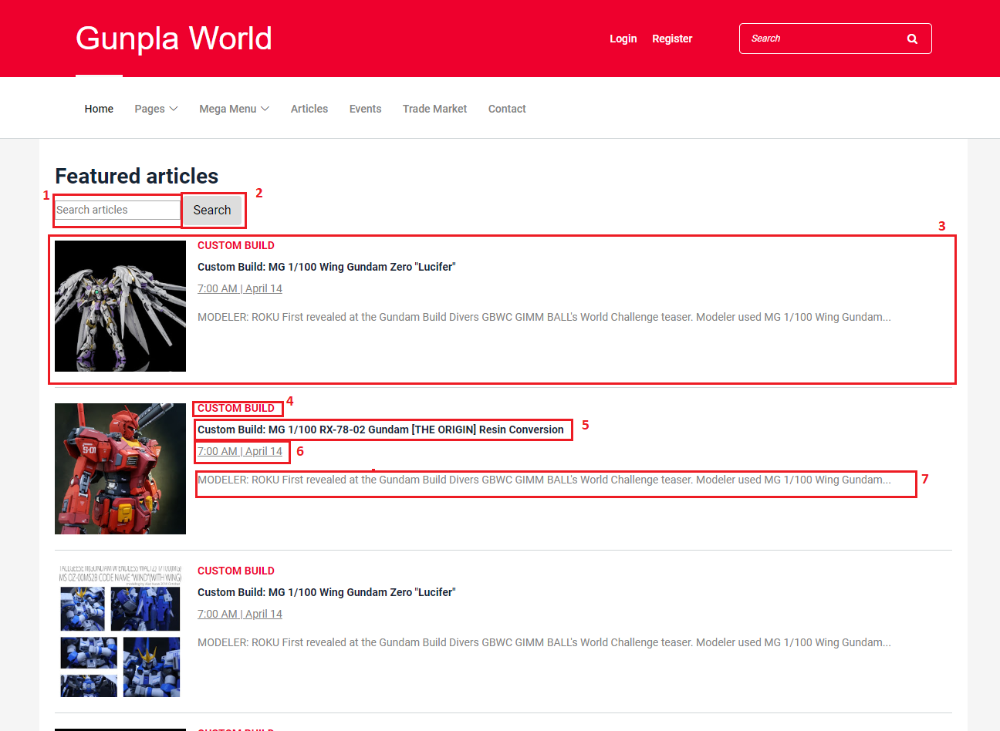 Gunpla World
Login Register Search
Home Pages Mega Menu Articles Events Trade Market Contact
Featured articles
1 Search articles Search 2
3
CUSTOM BUILD
Custom Build: MG 1/100 Wing Gundam Zero "Lucifer"
7:00 AM | April 14
MODELER: ROKU First revealed at the Gundam Build Divers GBWC GIMM BALL's World Challenge teaser. Modeler used MG 1/100 Wing Gundam...
CUSTOM BUILD 4
Custom Build: MG 1/100 RX-78-02 Gundam [THE ORIGIN] Resin Conversion 5
7:00 AM | April 14 6
MODELER: ROKU First revealed at the Gundam Build Divers GBWC GIMM BALL's World Challenge teaser. Modeler used MG 1/100 Wing Gundam... 7
S-01
TALLGEESE II(GUNDAM W ENDLESS WALTZ) 1/100(MG)
MS OZ-00MS2B CODE NAME "WIND"(WITH WING)
CUSTOM BUILD
Custom Build: MG 1/100 Wing Gundam Zero "Lucifer"
7:00 AM | April 14
MODELER: ROKU First revealed at the Gundam Build Divers GBWC GIMM BALL's World Challenge teaser. Modeler used MG 1/100 Wing Gundam...
CUSTOM BUILD